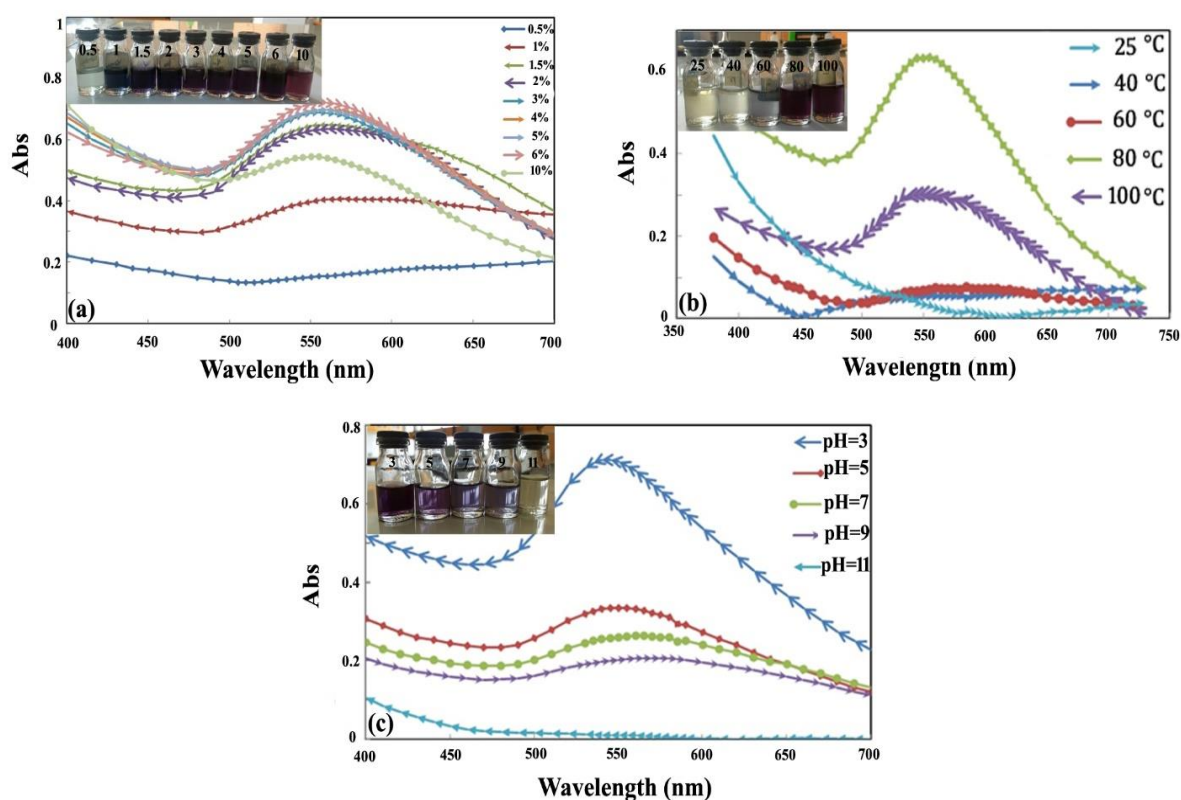 1
0.8
0.6
0.4
0.2
0
Abs
400 450 500 550 600 650 700
Wavelength (nm)
(a)
0.5 1 1.5 2 3 4 5 6 10
0.5%
1%
1.5%
2%
3%
4%
5%
6%
10%
0.6
0.4
0.2
0
Abs
350 400 450 500 550 600 650 700 750
Wavelength (nm)
(b)
25 40 60 80 100
25 °C
40 °C
60 °C
80 °C
100 °C
0.8
0.6
0.4
0.2
0
Abs
400 450 500 550 600 650 700
Wavelength (nm)
(c)
3 5 7 9 11
pH=3
pH=5
pH=7
pH=9
pH=11